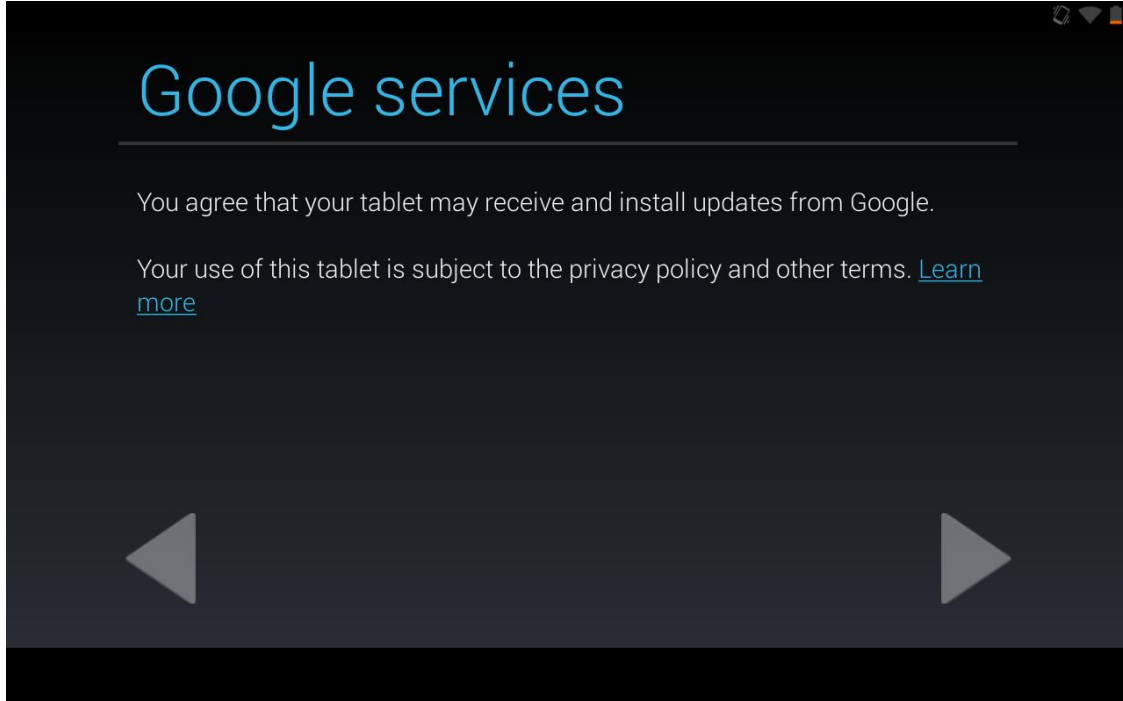 Google services
You agree that your tablet may receive and install updates from Google.
Your use of this tablet is subject to the privacy policy and other terms. Learn
more